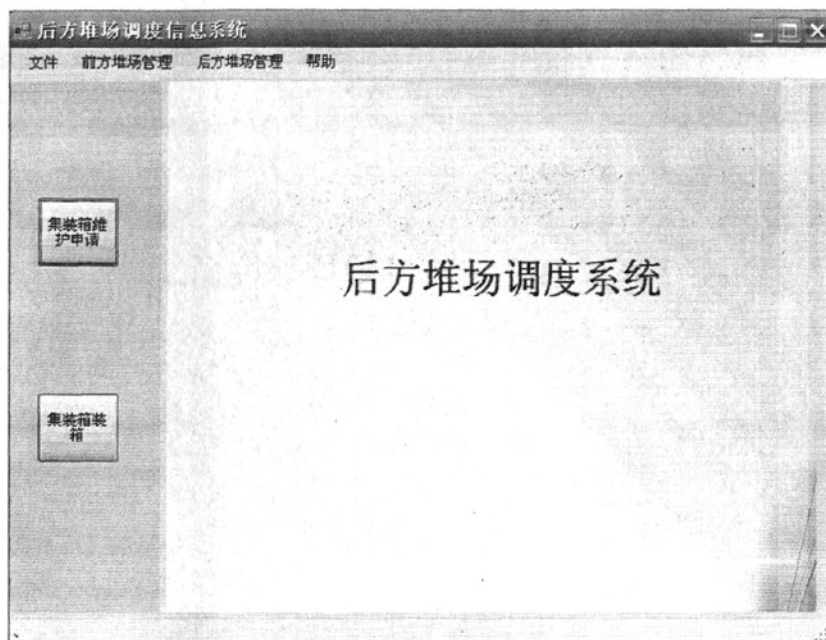 后方堆场调度信息系统
文件 前方堆场管理 后方堆场管理 帮助
集装箱维
护申请
后方堆场调度系统
集装箱装
箱